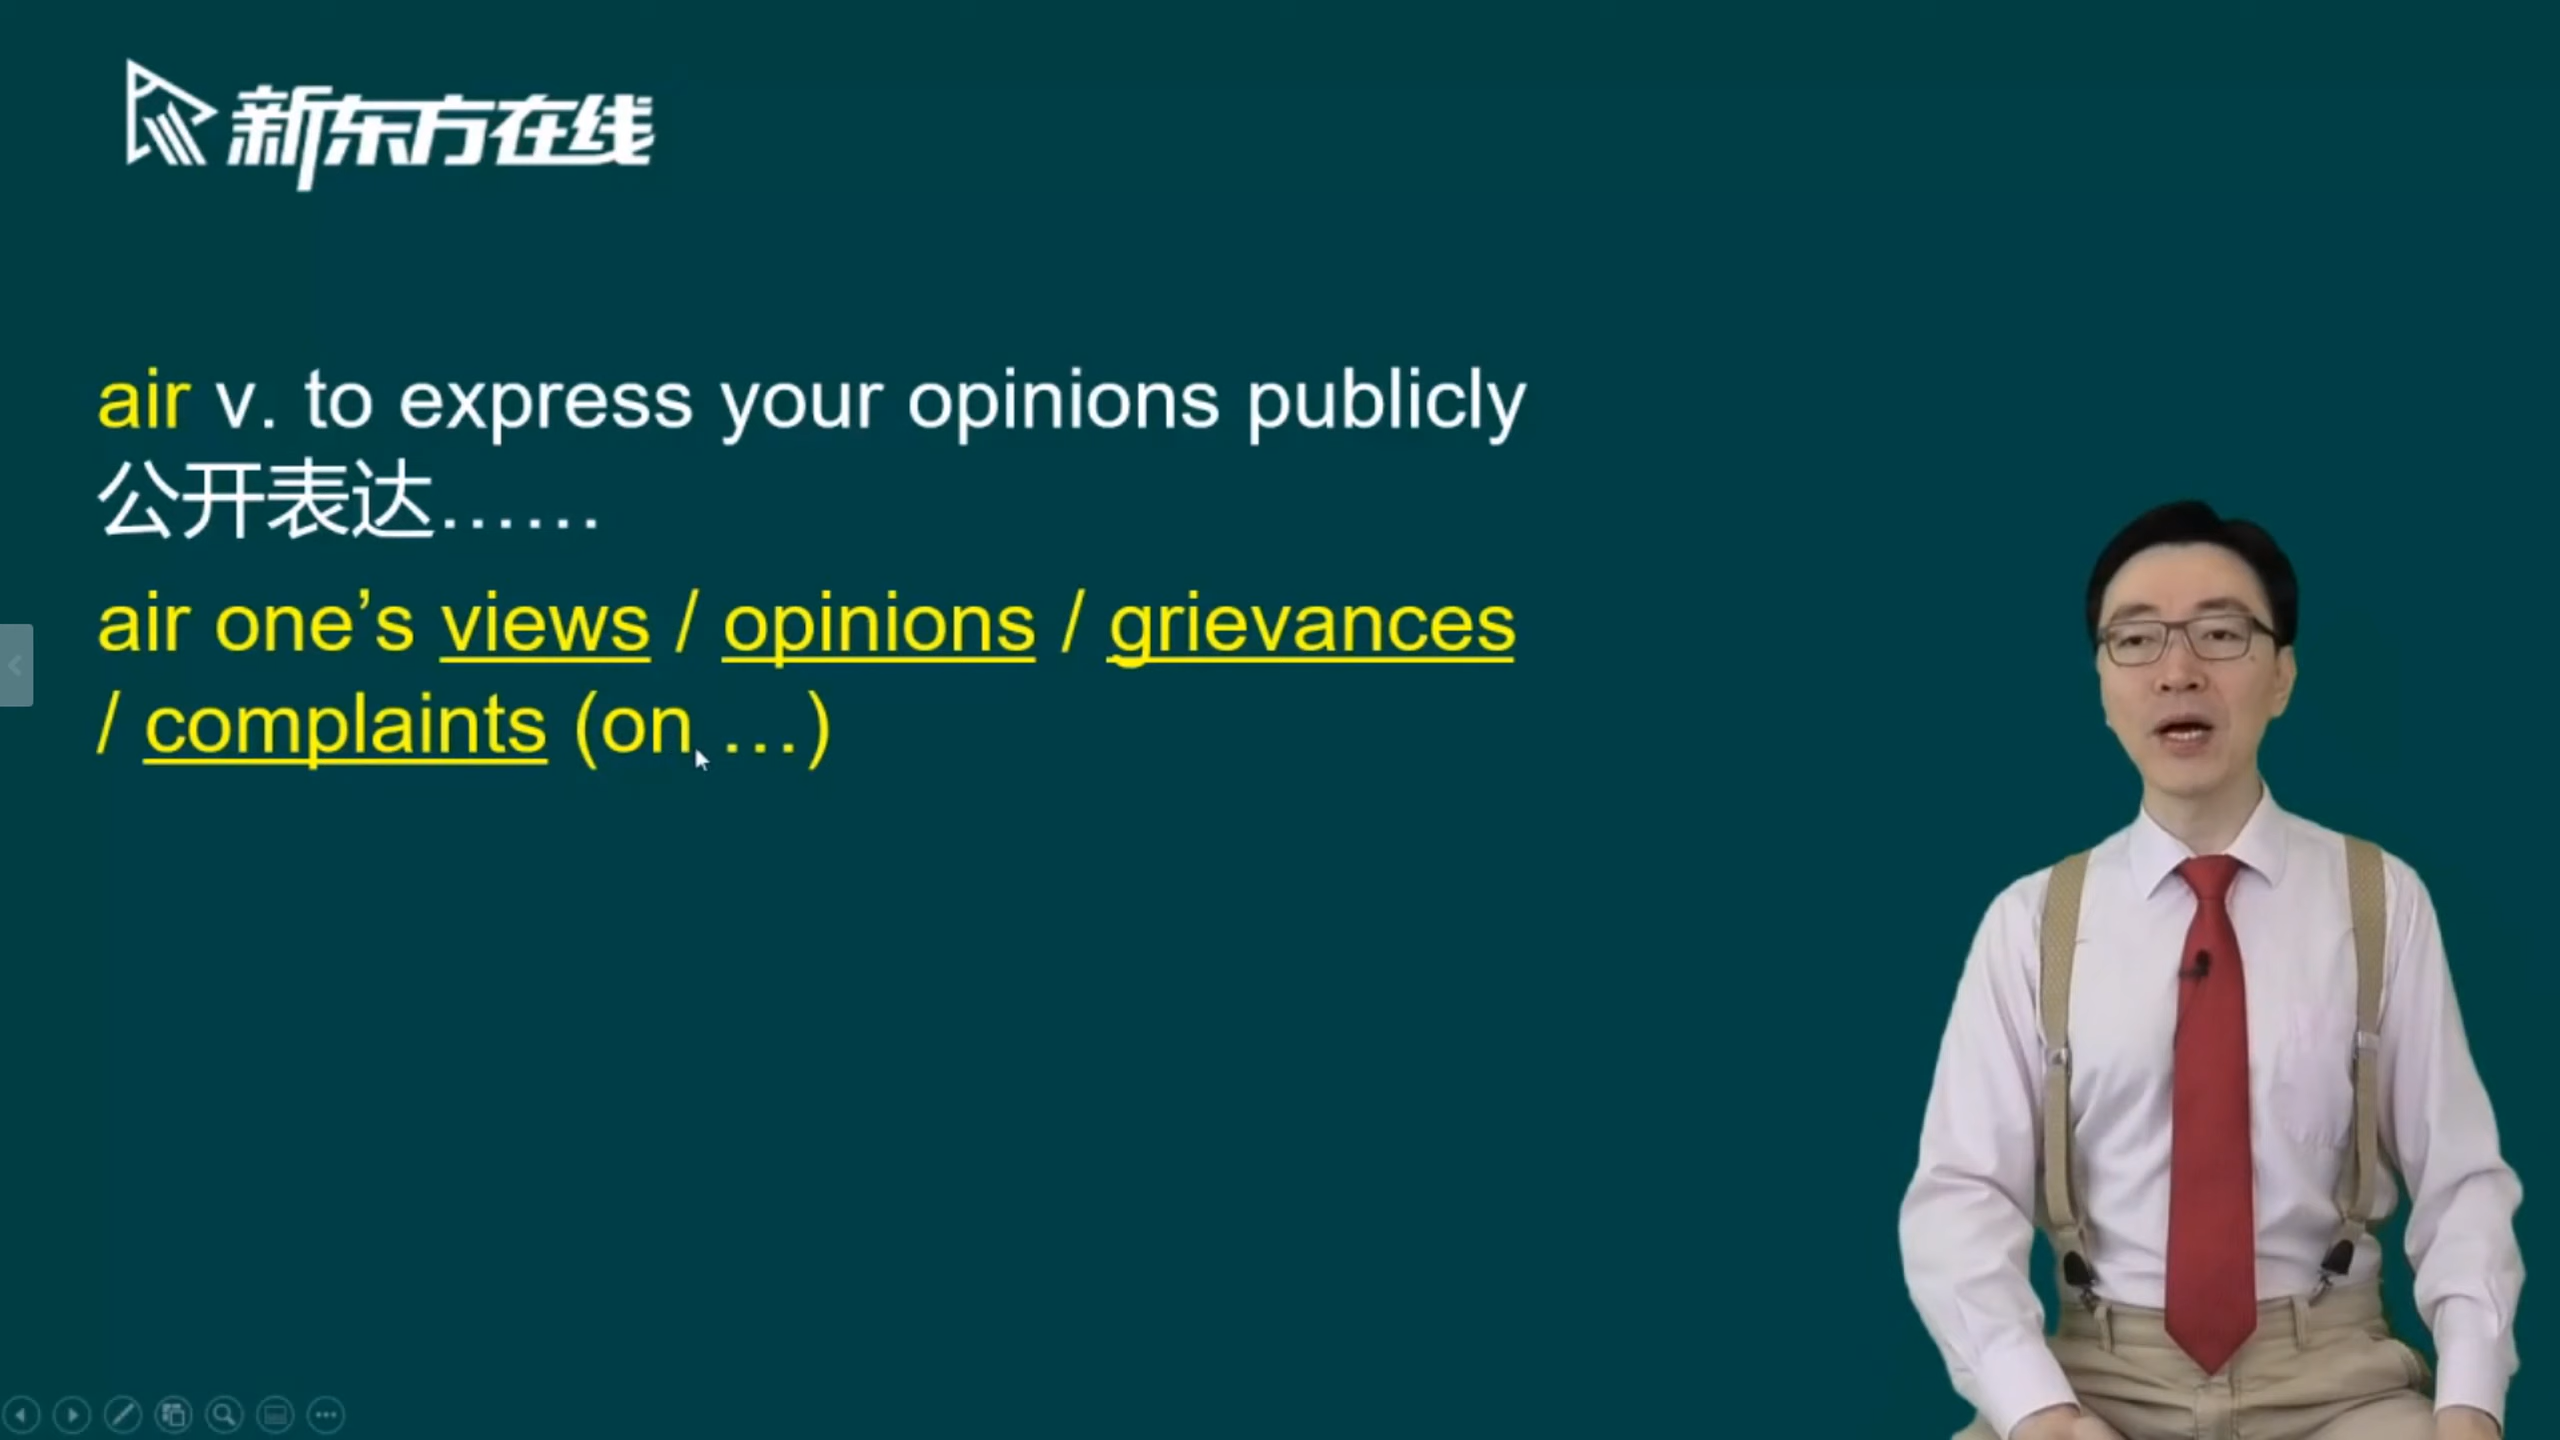 新东方在线
air v. to express your opinions publicly
公开表达……
air one’s views / opinions / grievances
/ complaints (on …)